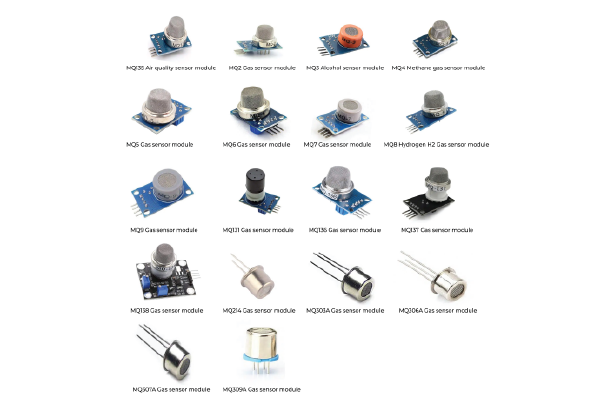 MQ135 Air quality sensor module
MQ2 Gas sensor module
MQ3 Alcohol sensor module
MQ4 Methane gas sensor module
MQ5 Gas sensor module
MQ6 Gas sensor module
MQ7 Gas sensor module
MQ8 Hydrogen H2 Gas sensor module
MQ9 Gas sensor module
MQ131 Gas sensor module
MQ136 Gas sensor module
MQ137 Gas sensor module
MQ138 Gas sensor module
MQ214 Gas sensor module
MQ303A Gas sensor module
MQ306A Gas sensor module
MQ307A Gas sensor module
MQ309A Gas sensor module